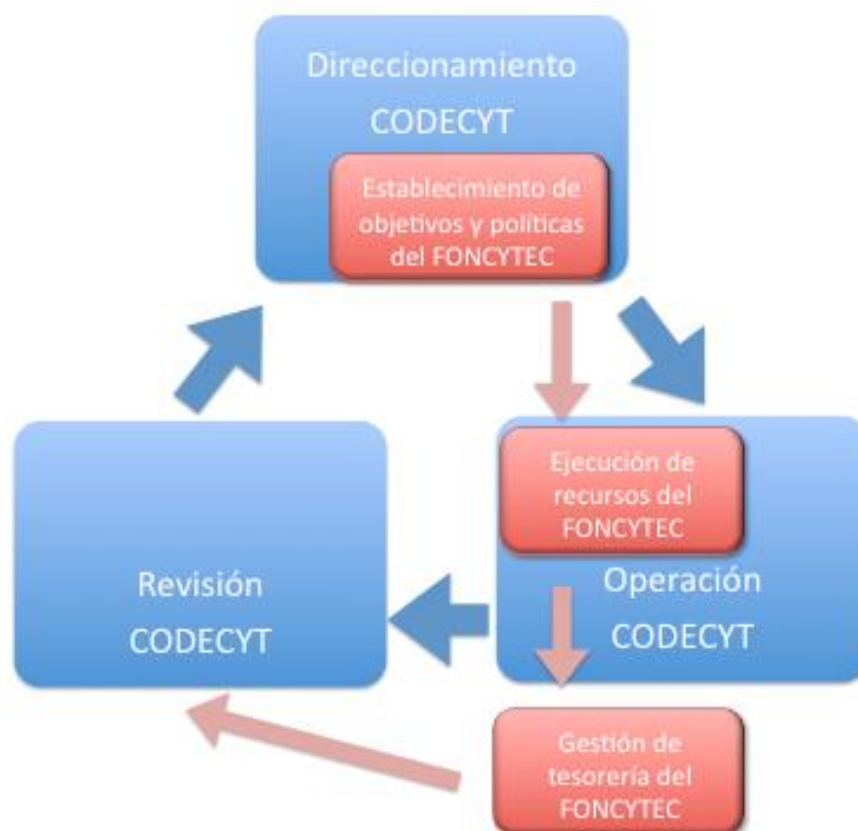 Direccionamiento
CODECYT
Establecimiento de
objetivos y políticas
del FONCYTEC
Ejecución de
recursos del
FONCYTEC
Operación
CODECYT
Revisión
CODECYT
Gestión de
tesorería del
FONCYTEC